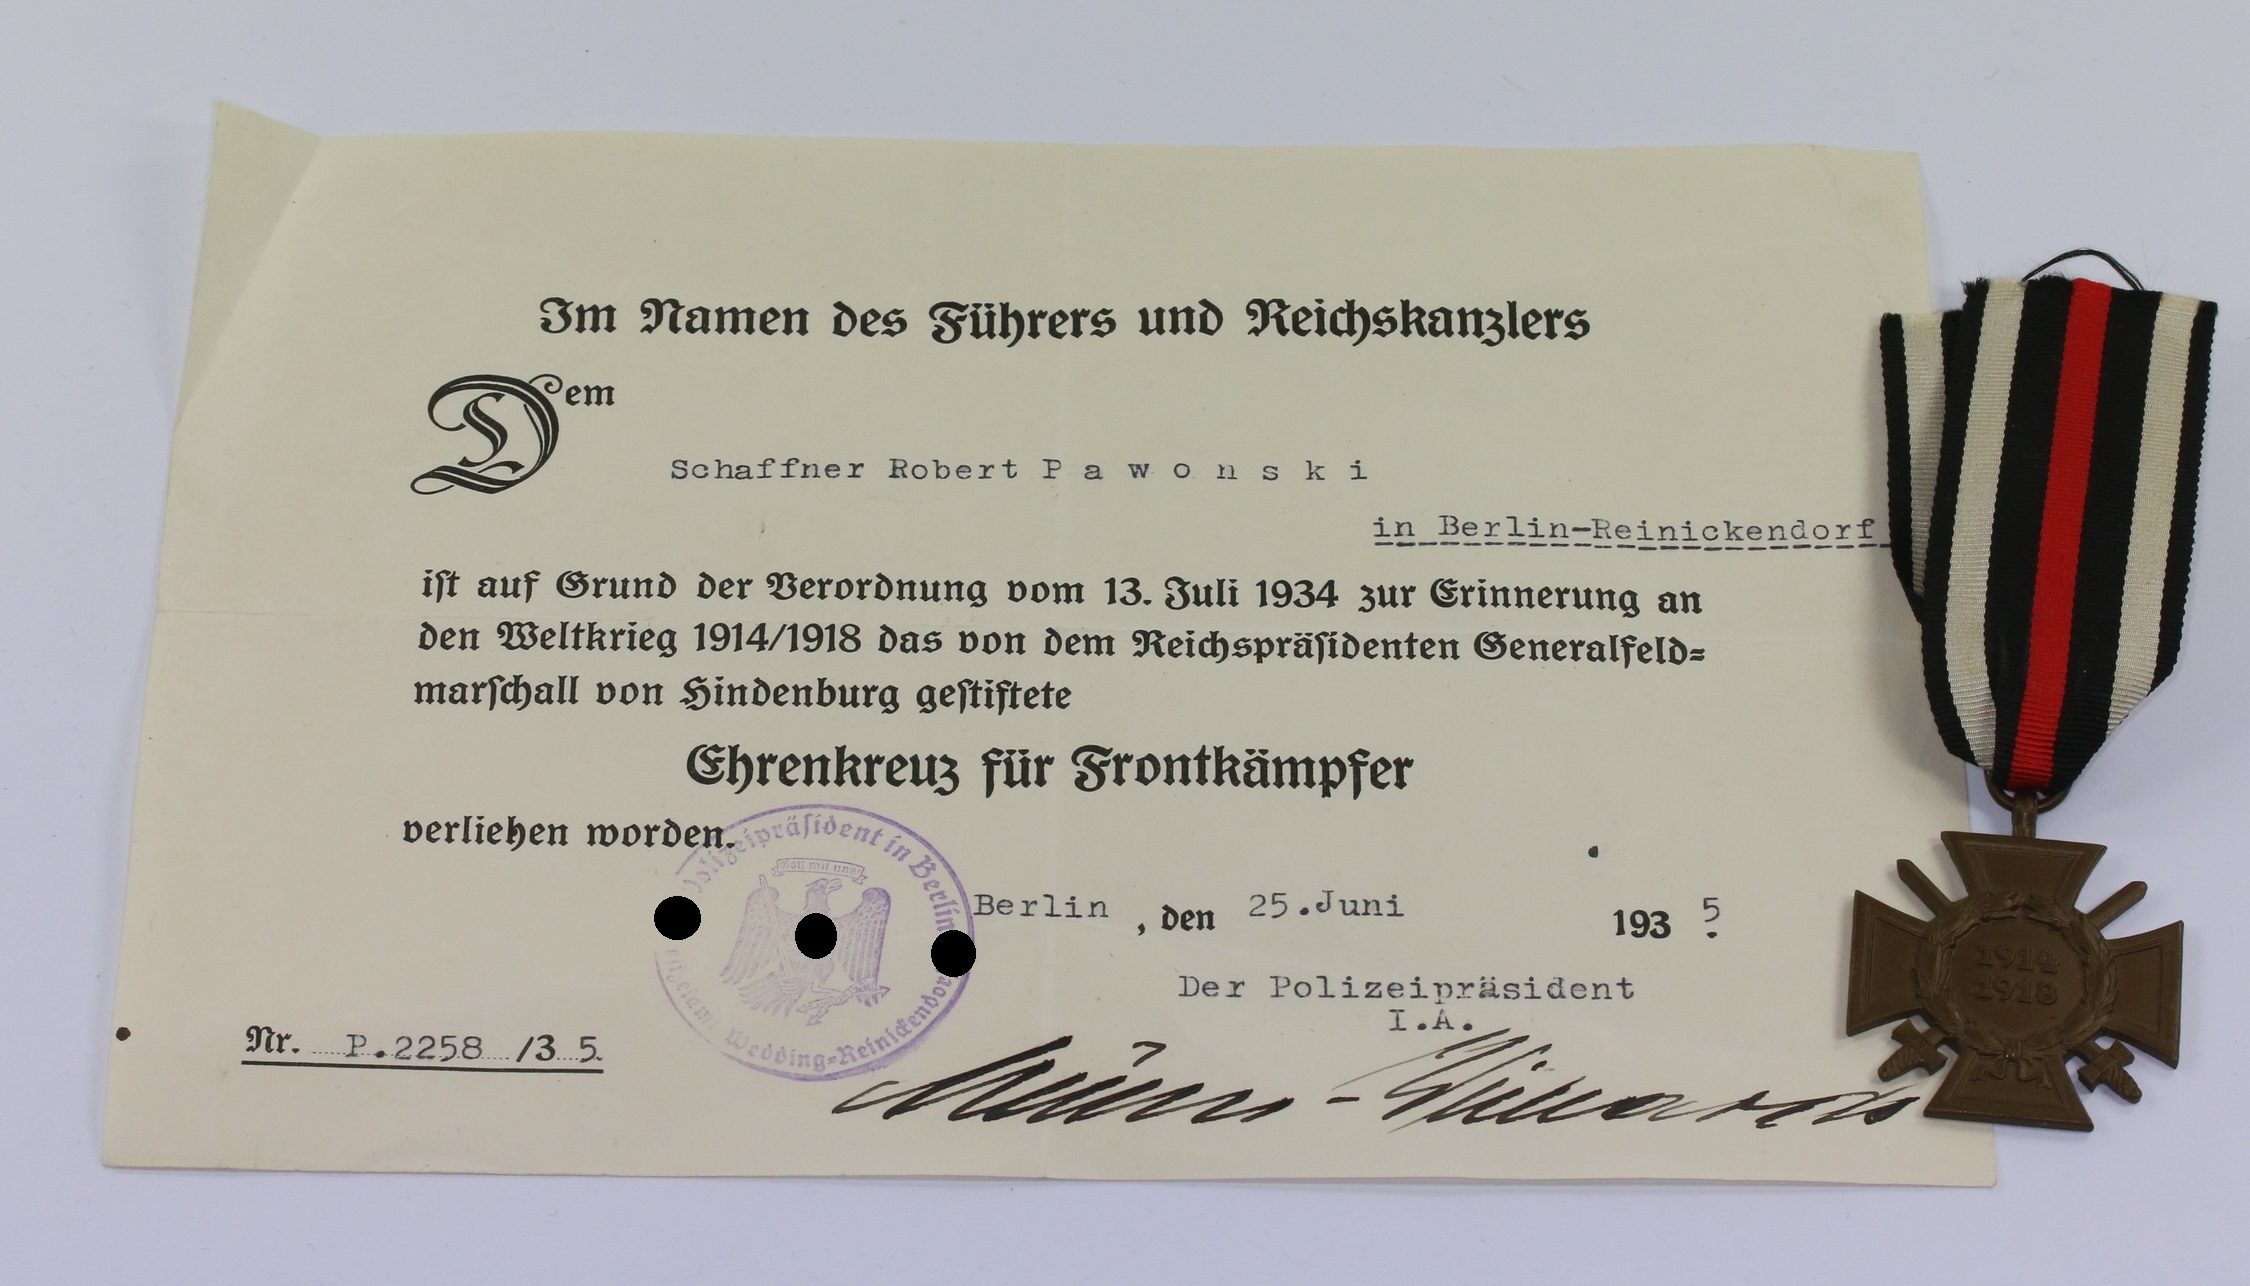 Im Namen des Führers und Reichskanzlers
Dem
Schaffner Robert Pawonski
in Berlin-Reinickendorf
ist auf Grund der Verordnung vom 13. Juli 1934 zur Erinnerung an
den Weltkrieg 1914/1918 das von dem Reichspräsidenten Generalfeld=
marschall von Hindenburg gestiftete
Ehrenkreuz für Frontkämpfer
verliehen worden.
Polizeipräsident in Berlin
Gott mit uns
Wedding-Reinickendorf
Berlin, den 25.Juni 1935.
Der Polizeipräsident
I.A.
Nr. P.2258 /35.
1914
1918